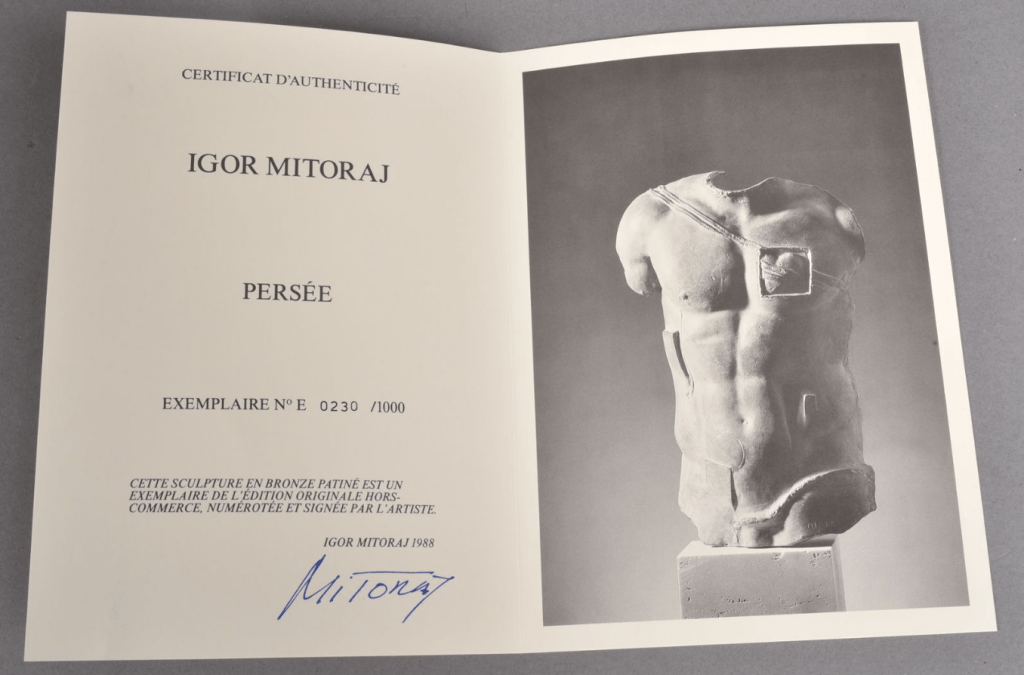 CERTIFICAT D'AUTHENTICITÉ
IGOR MITORAJ
PERSÉE
EXEMPLAIRE Nº E 0230 /1000
CETTE SCULPTURE EN BRONZE PATINÉ EST UN
EXEMPLAIRE DE L'ÉDITION ORIGINALE HORS-
COMMERCE, NUMÉROTÉE ET SIGNÉE PAR L'ARTISTE.
IGOR MITORAJ 1988
MiTORAJ